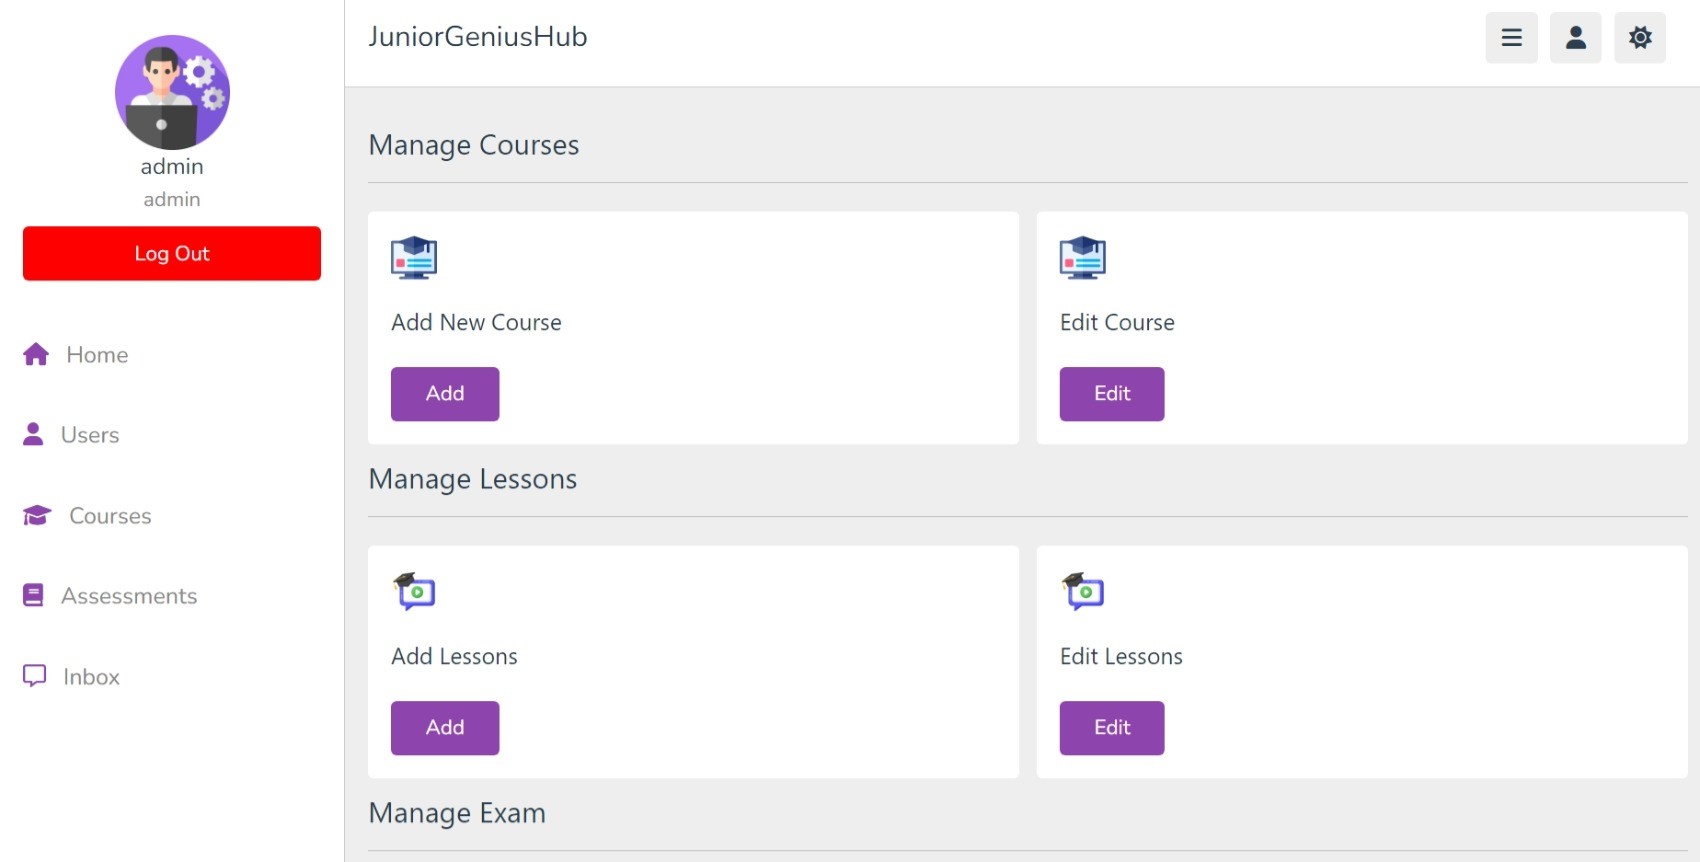 admin
admin
Log Out
Home
Users
Courses
Assessments
Inbox
JuniorGeniusHub
Manage Courses
Add New Course
Add
Edit Course
Edit
Manage Lessons
Add Lessons
Add
Edit Lessons
Edit
Manage Exam